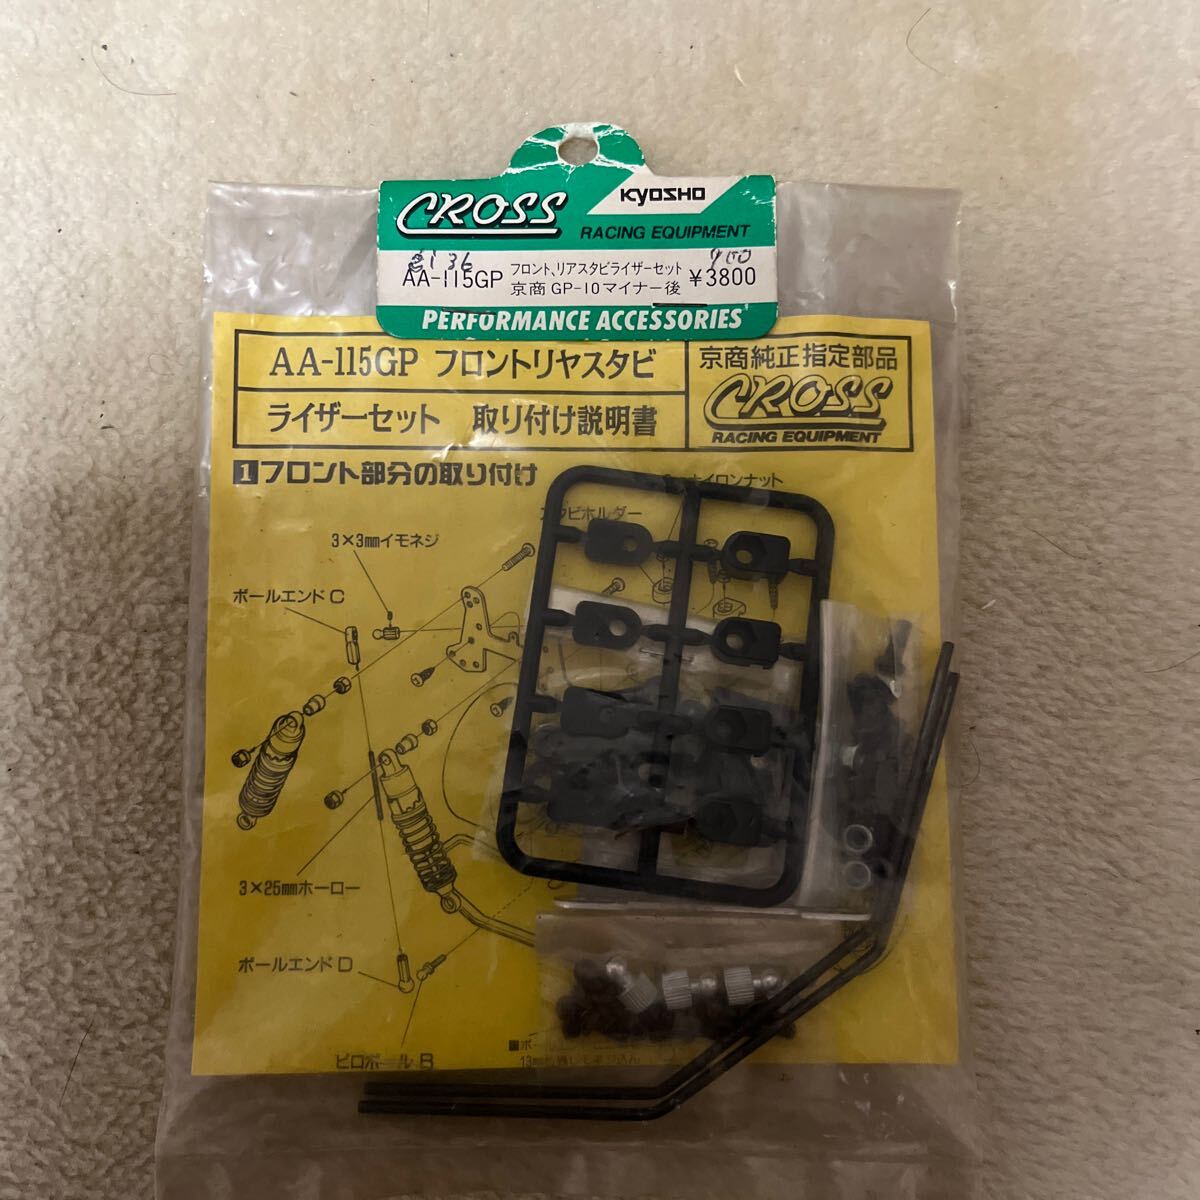 CROSS
KYOSHO
RACING EQUIPMENT
AA-115GP フロント、リアスタビライザーセット ¥3800
京商 GP-10マイナー後
PERFORMANCE ACCESSORIES
AA-115GP フロントリヤスタビ
ライザーセット 取り付け説明書
京商純正指定部品
CROSS
RACING EQUIPMENT
1 フロント部分の取り付け
イロンナット
ビホルダー
3×3mmイモネジ
ボールエンドC
3×25mmホーロー
ボールエンドD
ピロボール B